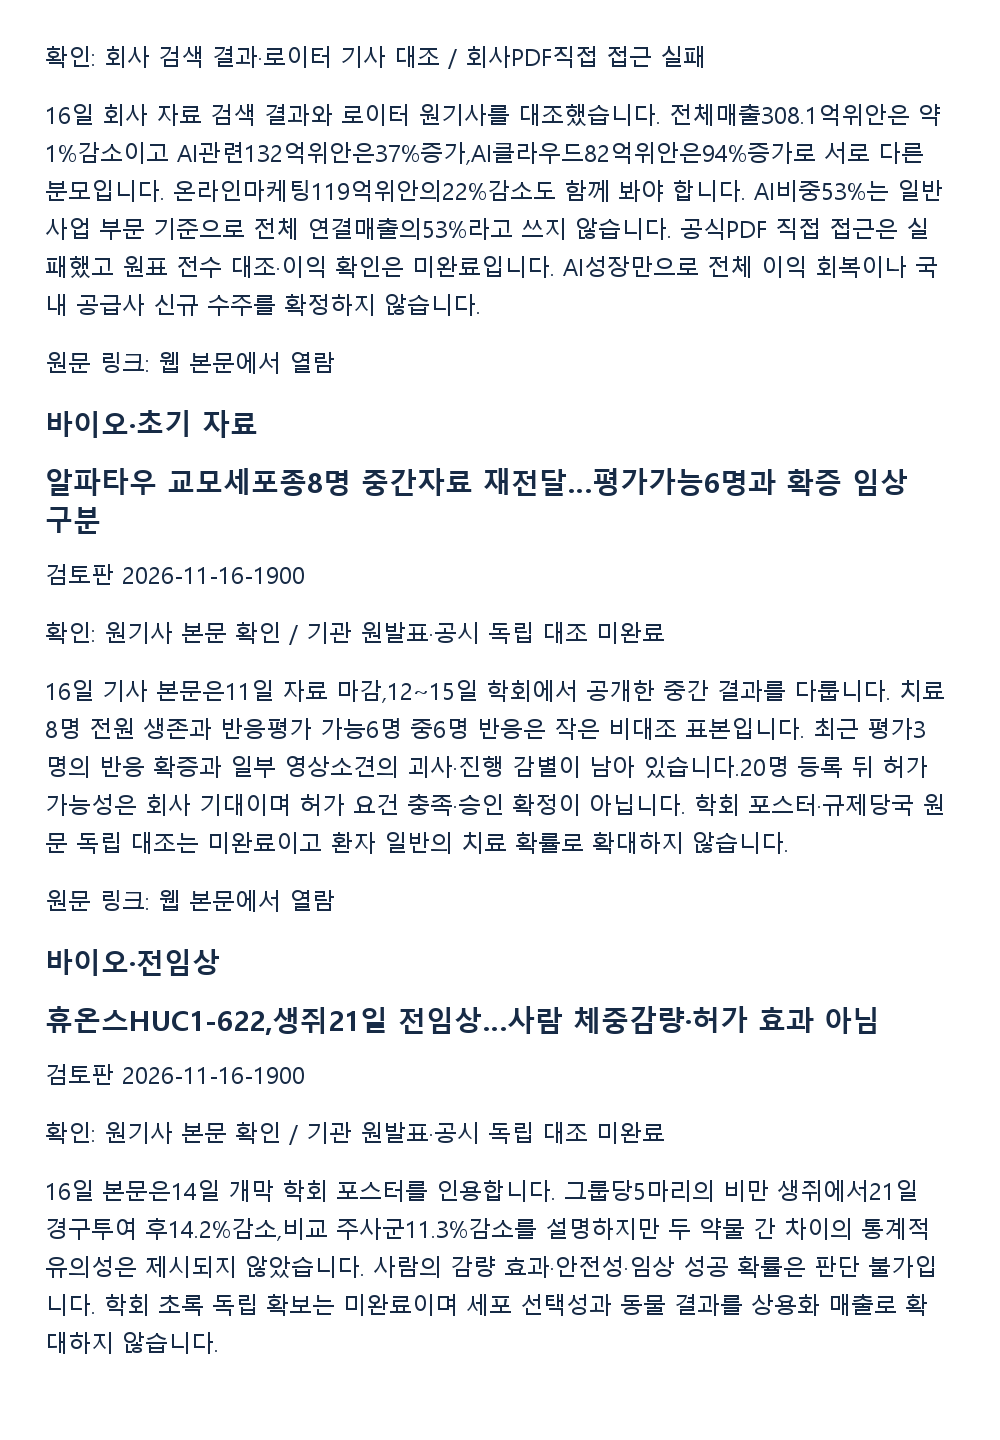 확인: 회사 검색 결과·로이터 기사 대조 / 회사PDF직접 접근 실패
16일 회사 자료 검색 결과와 로이터 원기사를 대조했습니다. 전체매출308.1억위안은 약
1%감소이고 AI관련132억위안은37%증가,AI클라우드82억위안은94%증가로 서로 다른
분모입니다. 온라인마케팅119억위안의22%감소도 함께 봐야 합니다. AI비중53%는 일반
사업 부문 기준으로 전체 연결매출의53%라고 쓰지 않습니다. 공식PDF 직접 접근은 실
패했고 원표 전수 대조·이익 확인은 미완료입니다. AI성장만으로 전체 이익 회복이나 국
내 공급사 신규 수주를 확정하지 않습니다.
원문 링크: 웹 본문에서 열람
바이오·초기 자료
알파타우 교모세포종8명 중간자료 재전달…평가가능6명과 확증 임상
구분
검토판 2026-11-16-1900
확인: 원기사 본문 확인 / 기관 원발표·공시 독립 대조 미완료
16일 기사 본문은11일 자료 마감,12~15일 학회에서 공개한 중간 결과를 다룹니다. 치료
8명 전원 생존과 반응평가 가능6명 중6명 반응은 작은 비대조 표본입니다. 최근 평가3
명의 반응 확증과 일부 영상소견의 괴사·진행 감별이 남아 있습니다.20명 등록 뒤 허가
가능성은 회사 기대이며 허가 요건 충족·승인 확정이 아닙니다. 학회 포스터·규제당국 원
문 독립 대조는 미완료이고 환자 일반의 치료 확률로 확대하지 않습니다.
원문 링크: 웹 본문에서 열람
바이오·전임상
휴온스HUC1-622,생쥐21일 전임상…사람 체중감량·허가 효과 아님
검토판 2026-11-16-1900
확인: 원기사 본문 확인 / 기관 원발표·공시 독립 대조 미완료
16일 본문은14일 개막 학회 포스터를 인용합니다. 그룹당5마리의 비만 생쥐에서21일
경구투여 후14.2%감소,비교 주사군11.3%감소를 설명하지만 두 약물 간 차이의 통계적
유의성은 제시되지 않았습니다. 사람의 감량 효과·안전성·임상 성공 확률은 판단 불가입
니다. 학회 초록 독립 확보는 미완료이며 세포 선택성과 동물 결과를 상용화 매출로 확
대하지 않습니다.